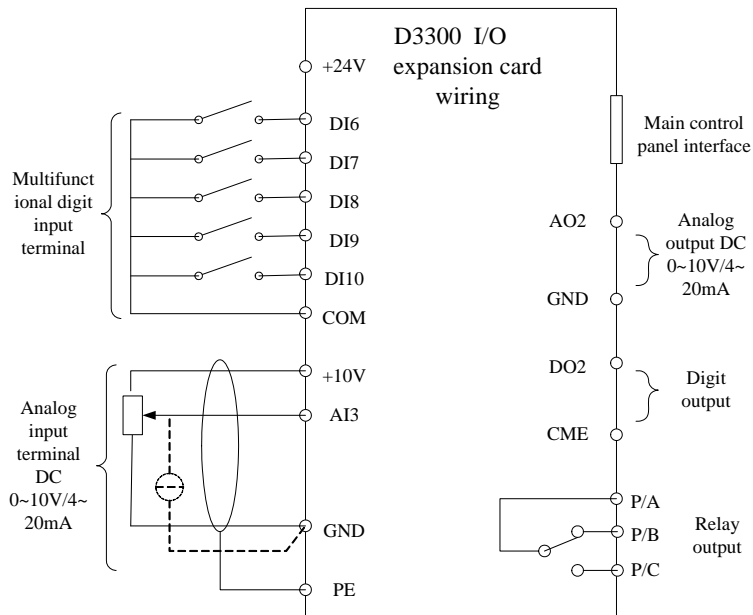 D3300 I/O
expansion card
wiring
+24V
DI6
DI7
DI8
DI9
DI10
COM
Multifunct
ional digit
input
terminal
+10V
AI3
GND
PE
Analog
input
terminal
DC
0~10V/4~
20mA
Main control
panel interface
AO2
GND
Analog
output DC
0~10V/4~
20mA
DO2
CME
Digit
output
P/A
P/B
P/C
Relay
output